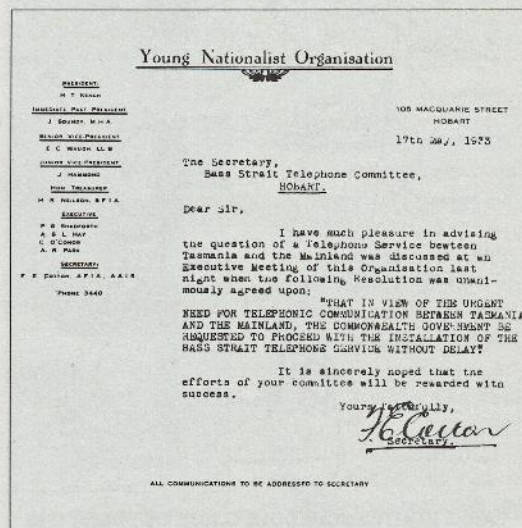 Young Nationalist Organisation
PRESIDENT:
H T KENCH
IMMEDIATE PAST PRESIDENT
J SOUNDY, M.H.A.
SENIOR VICE-PRESIDENT
E C WAUGH, LL B
JUNIOR VICE-PRESIDENT
J HAMMOND
HON TREASURER
H R NEILSON, A F I A
EXECUTIVE
A E L HAY
C O'CONOR
A R PARK
SECRETARY:
F E COTTON, A F I A, A A I S
'PHONE 3440
105 MACQUARIE STREET
HOBART
17th May, 1933
The Secretary,
Bass Strait Telephone Committee,
HOBART.
Dear Sir,
I have much pleasure in advising
the question of a Telephone Service bewteen
Tasmania and the Mainland was discussed at an
Executive Meeting of this Organisation last
night when the following Resolution was unani-
mously agreed upon;
"THAT IN VIEW OF THE URGENT
NEED FOR TELEPHONIC COMMUNICATION BETWEEN TASMANIA
AND THE MAINLAND, THE COMMONWEALTH GOVERNMENT BE
REQUESTED TO PROCEED WITH THE INSTALLATION OF THE
BASS STRAIT TELEPHONE SERVICE WITHOUT DELAY"
It is sincerely hoped that the
efforts of your committee will be rewarded with
success.
Yours faithfully,
F.E. Cotton
Secretary.
ALL COMMUNICATIONS TO BE ADDRESSED TO SECRETARY